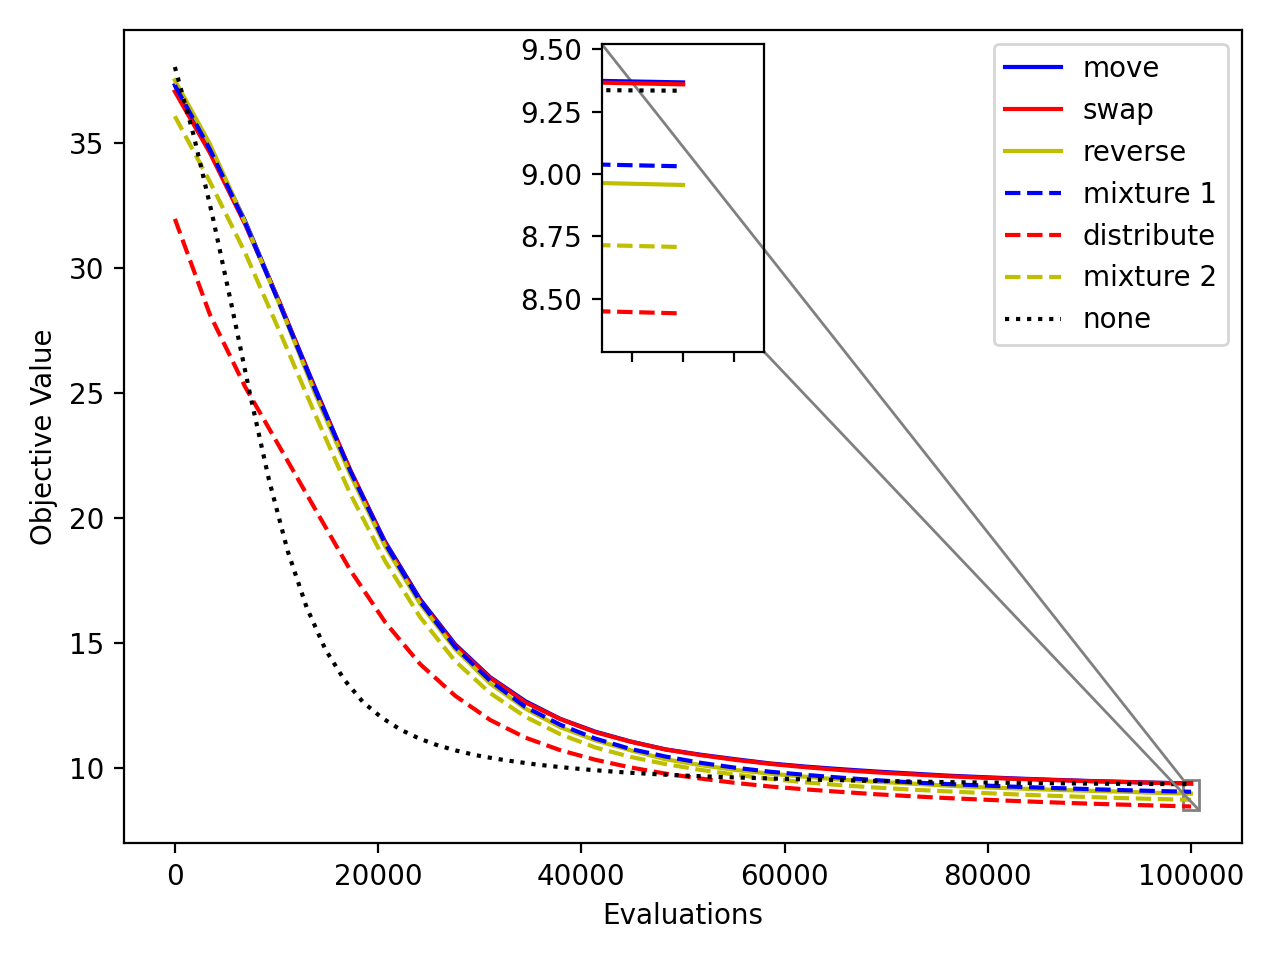 9.50
9.25
9.00
8.75
8.50
move
swap
reverse
mixture 1
distribute
mixture 2
none
35
30
25
20
15
10
Objective Value
0
20000
40000
60000
80000
100000
Evaluations